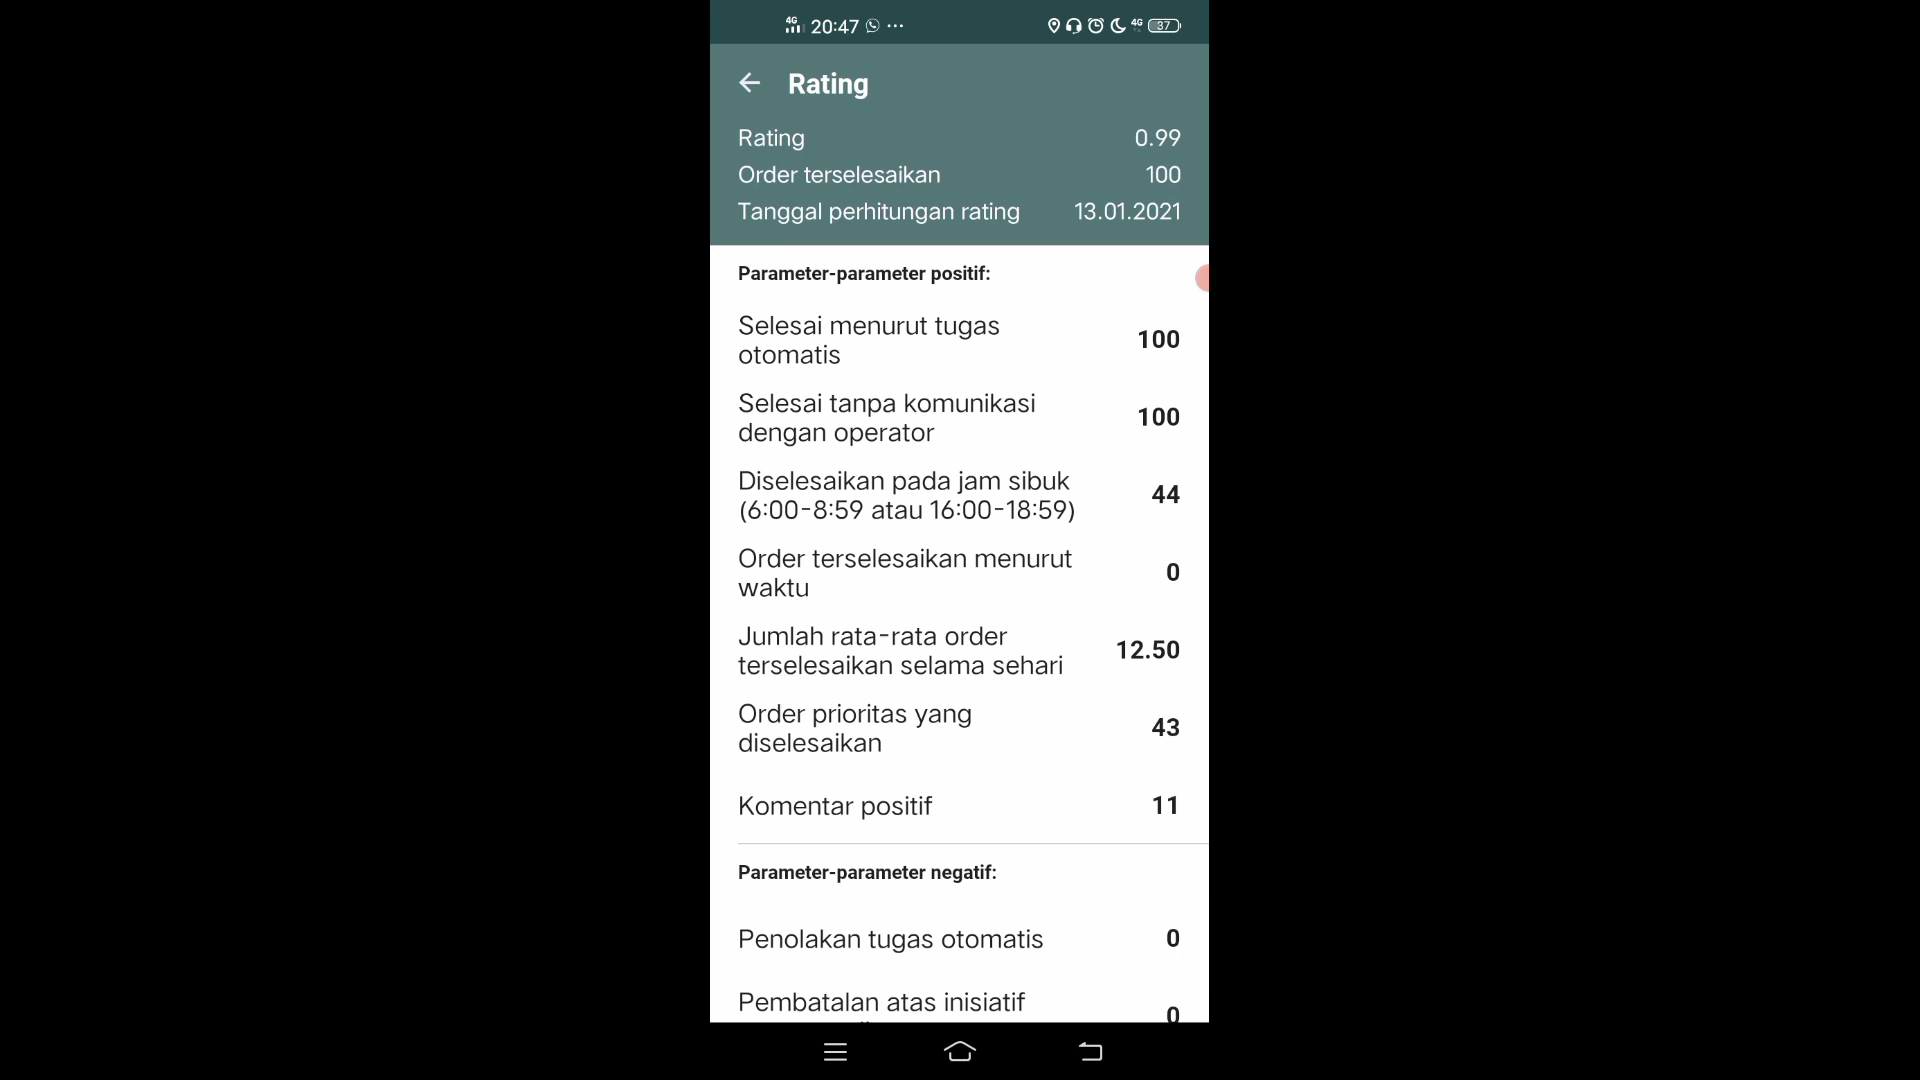 4G 20:47 ... 4G 37
Rating
Rating 0.99
Order terselesaikan 100
Tanggal perhitungan rating 13.01.2021
Parameter-parameter positif:
Selesai menurut tugas
otomatis 100
Selesai tanpa komunikasi
dengan operator 100
Diselesaikan pada jam sibuk
(6:00-8:59 atau 16:00-18:59) 44
Order terselesaikan menurut
waktu 0
Jumlah rata-rata order
terselesaikan selama sehari 12.50
Order prioritas yang
diselesaikan 43
Komentar positif 11
Parameter-parameter negatif:
Penolakan tugas otomatis 0
Pembatalan atas inisiatif 0